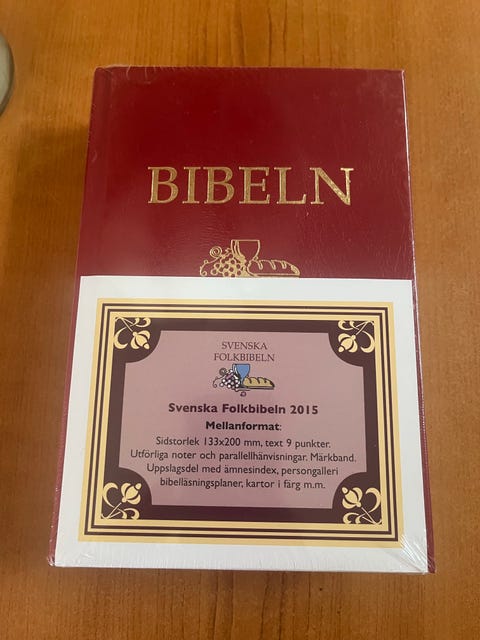 BIBELN
SVENSKA
FOLKBIBELN
Svenska Folkbibeln 2015
Mellanformat:
Sidstorlek 133x200 mm, text 9 punkter.
Utförliga noter och parallellhänvisningar. Märkband.
Uppslagsdel med ämnesindex, persongalleri
bibelläsningsplaner, kartor i färg m.m.